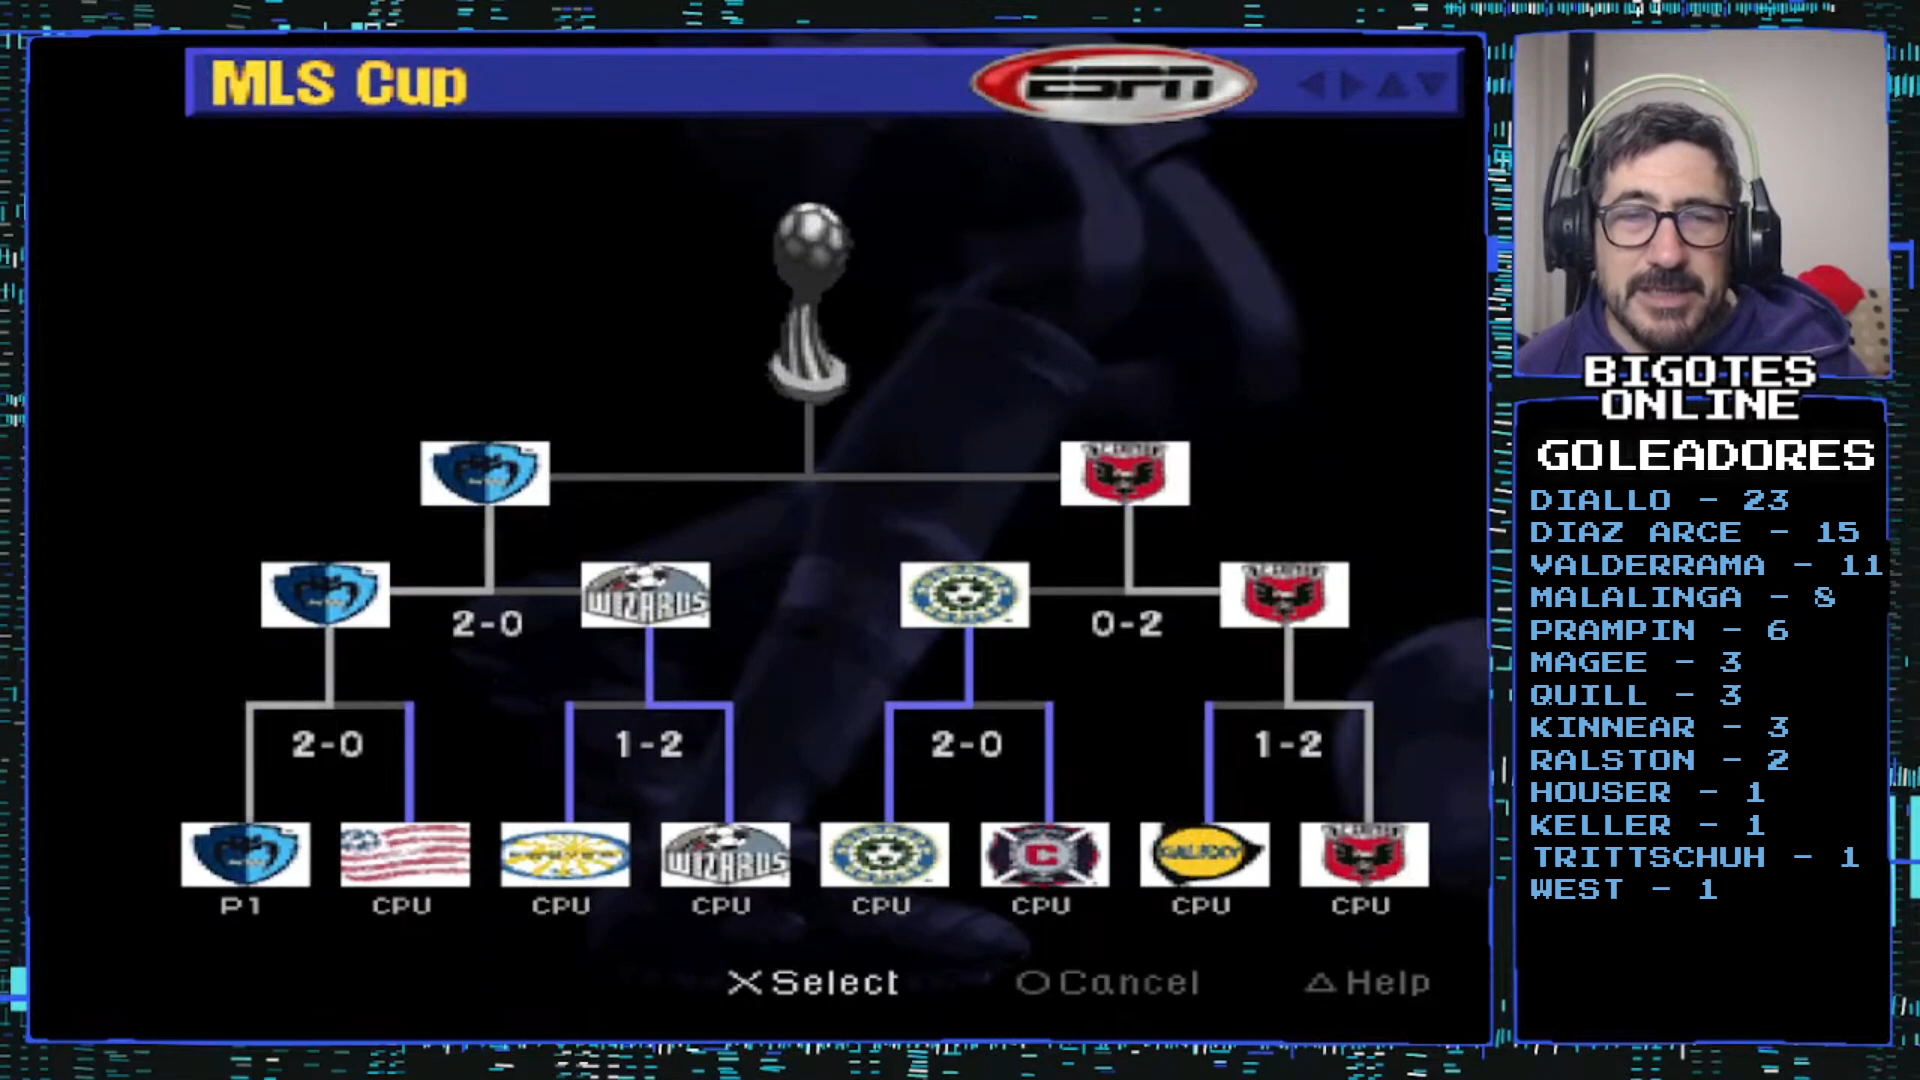 MLS Cup
ESPN
2-0
0-2
2-0
1-2
2-0
1-2
WIZARDS
WIZARDS
C
GALAXY
P1
CPU
CPU
CPU
CPU
CPU
CPU
CPU
Select
Cancel
Help
BIGOTES
ONLINE
GOLEADORES
DIALLO - 23
DIAZ ARCE - 15
VALDERRAMA - 11
MALALINGA - 8
PRAMPIN - 6
MAGEE - 3
QUILL - 3
KINNEAR - 3
RALSTON - 2
HOUSER - 1
KELLER - 1
TRITTSCHUH - 1
WEST - 1